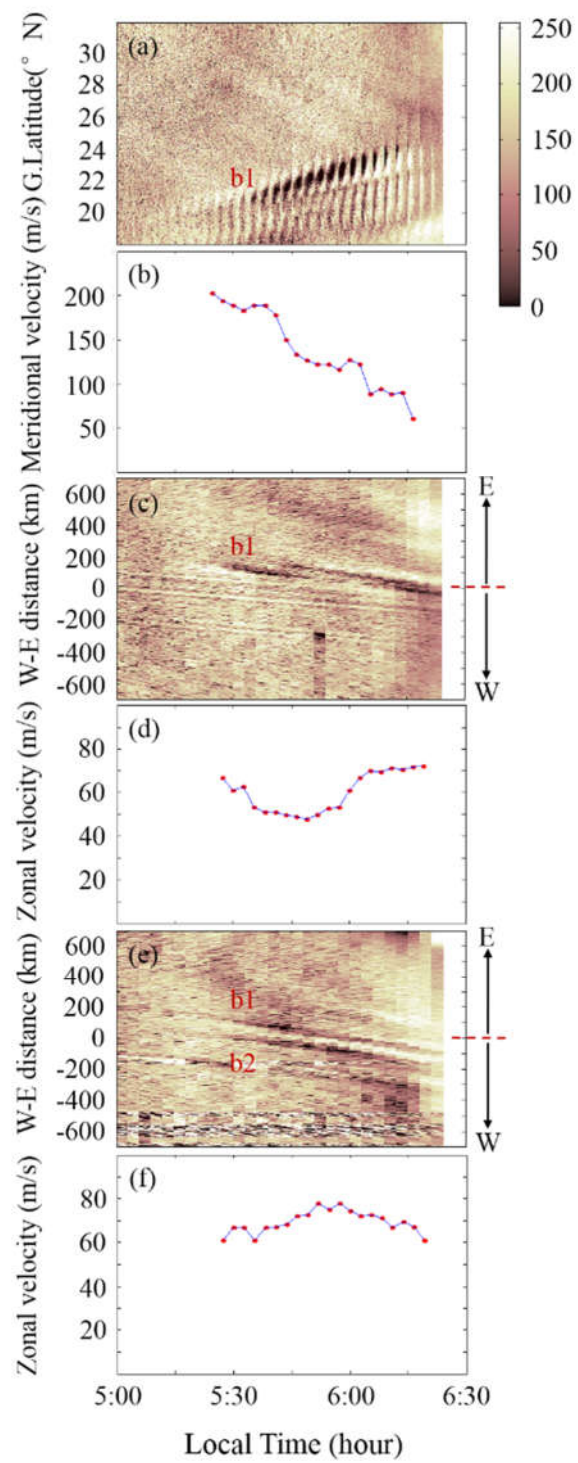 (a)
b1
G.Latitude(° N)
32
30
28
26
24
22
20
250
200
150
100
50
0
(b)
Meridional velocity (m/s)
200
150
100
50
(c)
b1
W-E distance (km)
600
400
200
0
-200
-400
-600
E
W
(d)
Zonal velocity (m/s)
80
60
40
20
(e)
b1
b2
W-E distance (km)
600
400
200
0
-200
-400
-600
E
W
(f)
Zonal velocity (m/s)
80
60
40
20
5:00 5:30 6:00 6:30
Local Time (hour)